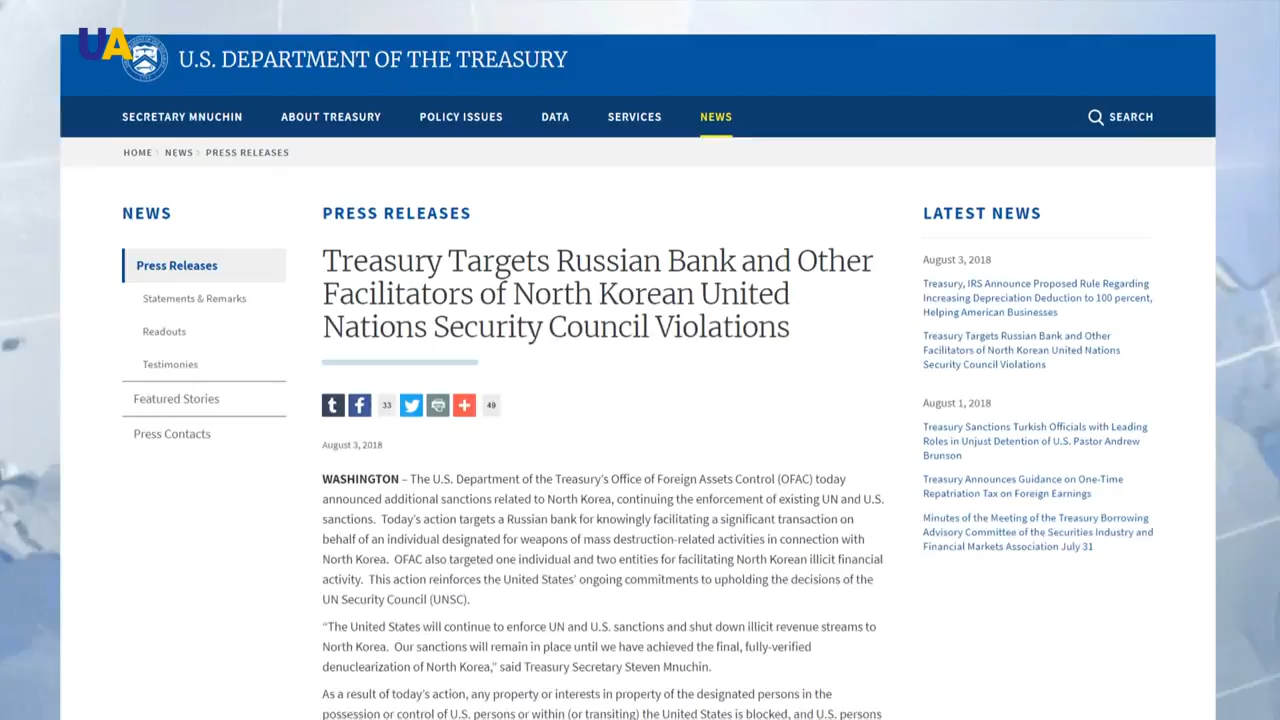 UA
U.S. DEPARTMENT OF THE TREASURY
SECRETARY MNUCHIN ABOUT TREASURY POLICY ISSUES DATA SERVICES NEWS SEARCH
HOME NEWS PRESS RELEASES
NEWS
Press Releases
Statements & Remarks
Readouts
Testimonies
Featured Stories
Press Contacts
PRESS RELEASES
Treasury Targets Russian Bank and Other
Facilitators of North Korean United
Nations Security Council Violations
33 49
August 3, 2018
WASHINGTON – The U.S. Department of the Treasury's Office of Foreign Assets Control (OFAC) today
announced additional sanctions related to North Korea, continuing the enforcement of existing UN and U.S.
sanctions. Today's action targets a Russian bank for knowingly facilitating a significant transaction on
behalf of an individual designated for weapons of mass destruction-related activities in connection with
North Korea. OFAC also targeted one individual and two entities for facilitating North Korean illicit financial
activity. This action reinforces the United States' ongoing commitments to upholding the decisions of the
UN Security Council (UNSC).
“The United States will continue to enforce UN and U.S. sanctions and shut down illicit revenue streams to
North Korea. Our sanctions will remain in place until we have achieved the final, fully-verified
denuclearization of North Korea,” said Treasury Secretary Steven Mnuchin.
As a result of today's action, any property or interests in property of the designated persons in the
possession or control of U.S. persons or within (or transiting) the United States is blocked, and U.S. persons
LATEST NEWS
August 3, 2018
Treasury, IRS Announce Proposed Rule Regarding
Increasing Depreciation Deduction to 100 percent,
Helping American Businesses
Treasury Targets Russian Bank and Other
Facilitators of North Korean United Nations
Security Council Violations
August 1, 2018
Treasury Sanctions Turkish Officials with Leading
Roles in Unjust Detention of U.S. Pastor Andrew
Brunson
Treasury Announces Guidance on One-Time
Repatriation Tax on Foreign Earnings
Minutes of the Meeting of the Treasury Borrowing
Advisory Committee of the Securities Industry and
Financial Markets Association July 31